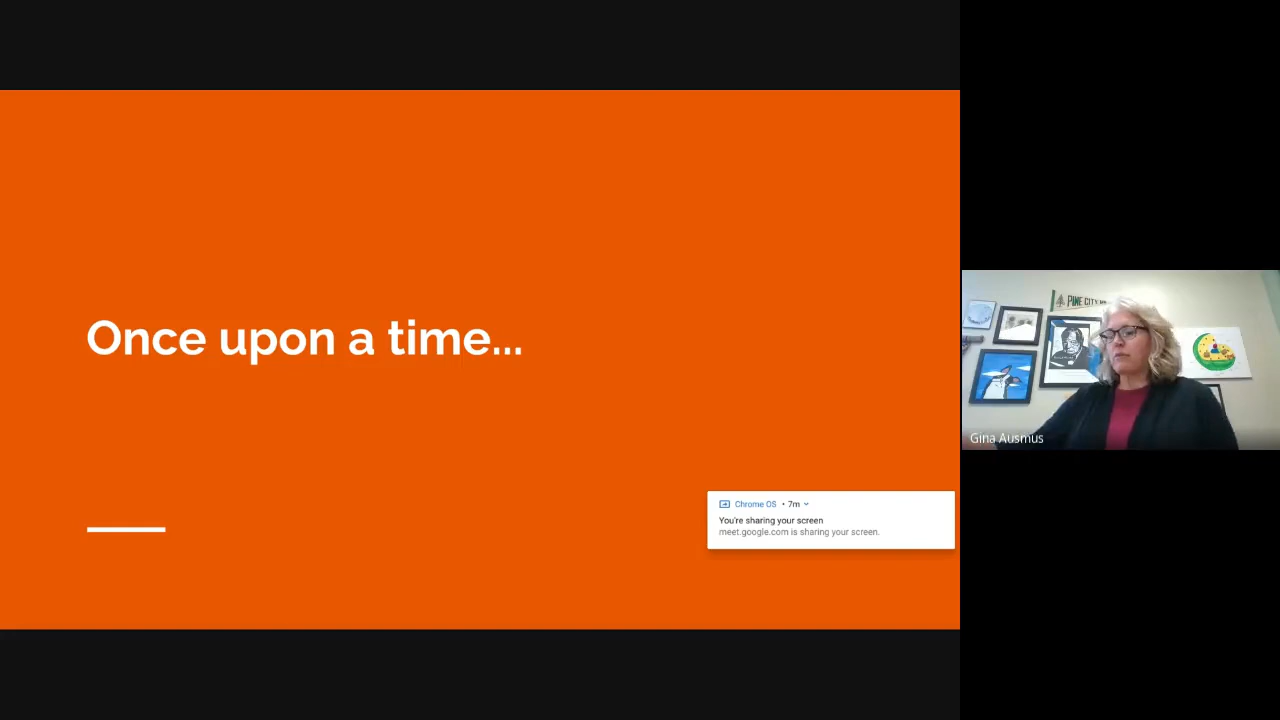 Once upon a time...
Chrome OS • 7m
You're sharing your screen
meet.google.com is sharing your screen.
PINE CITY
Gina Ausmus